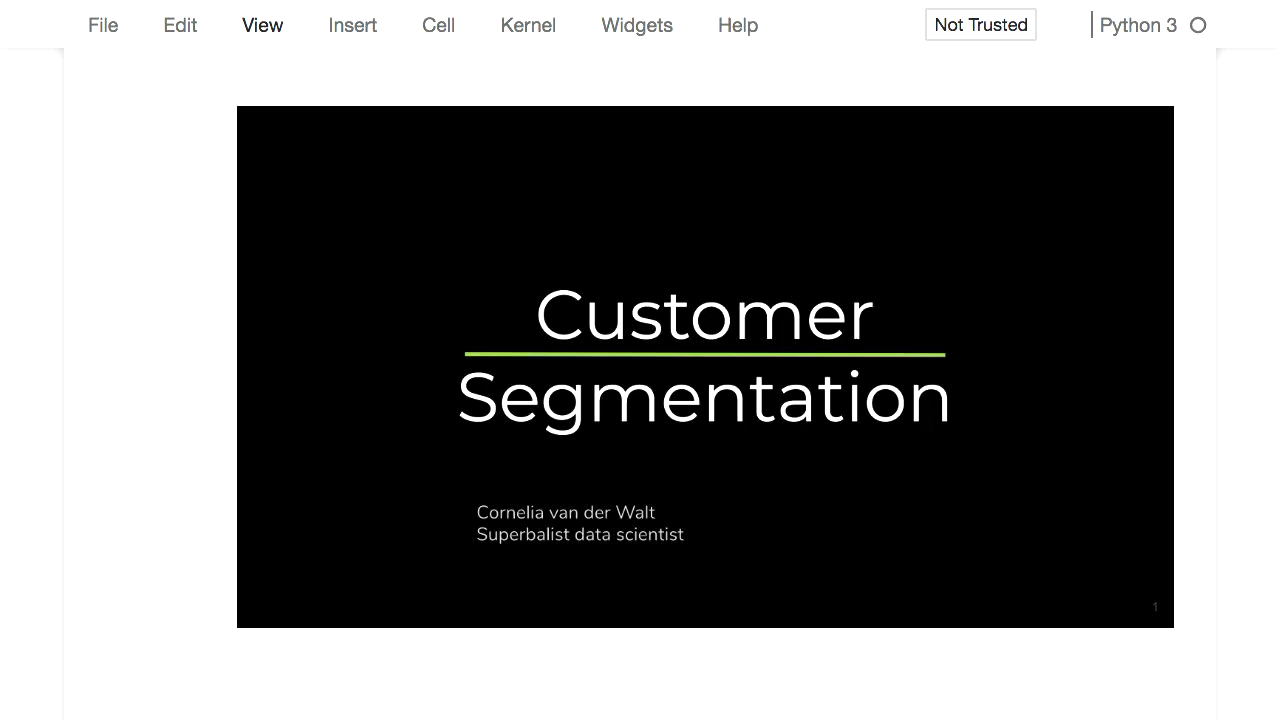 File Edit View Insert Cell Kernel Widgets Help Not Trusted Python 3
Customer
Segmentation
Cornelia van der Walt
Superbalist data scientist
1